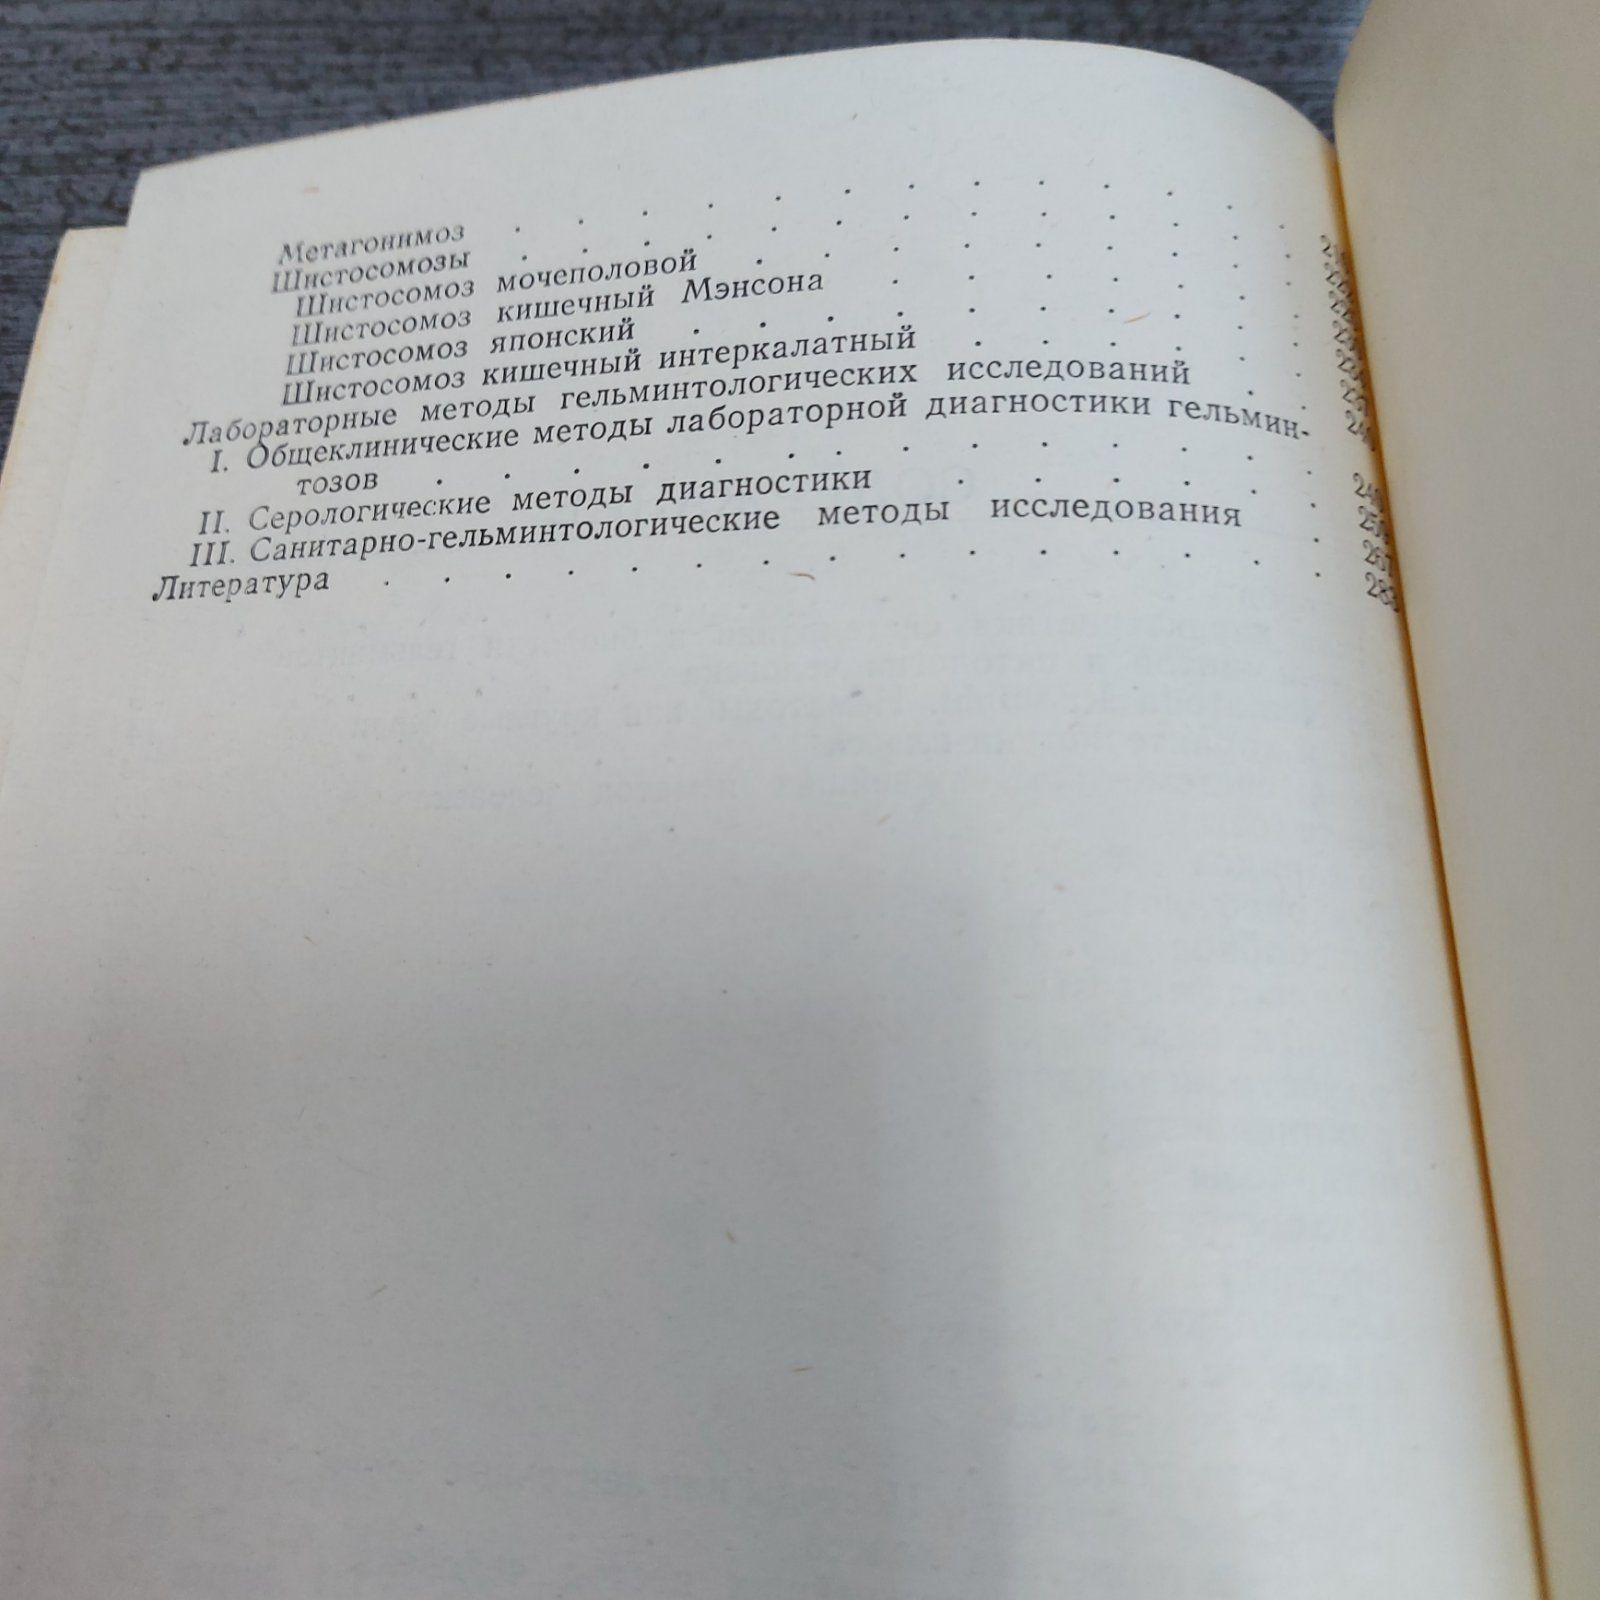 Метагонимоз . . . . . . . . . . . . .
Шистосомозы . . . . . . . . . . . . .
Шистосомоз мочеполовой . . . . . . . . .
Шистосомоз кишечный Мэнсона . . . . . . .
Шистосомоз японский . . . . . . . . . .
Шистосомоз кишечный интеркалатный . . . . . .
Лабораторные методы гельминтологических исследований . .
I. Общеклинические методы лабораторной диагностики гельмин-
тозов . . . . . . . . . . . . . .
II. Серологические методы диагностики . . . . . .
III. Санитарно-гельминтологические методы исследования .
Литература . . . . . . . . . . . . . . .